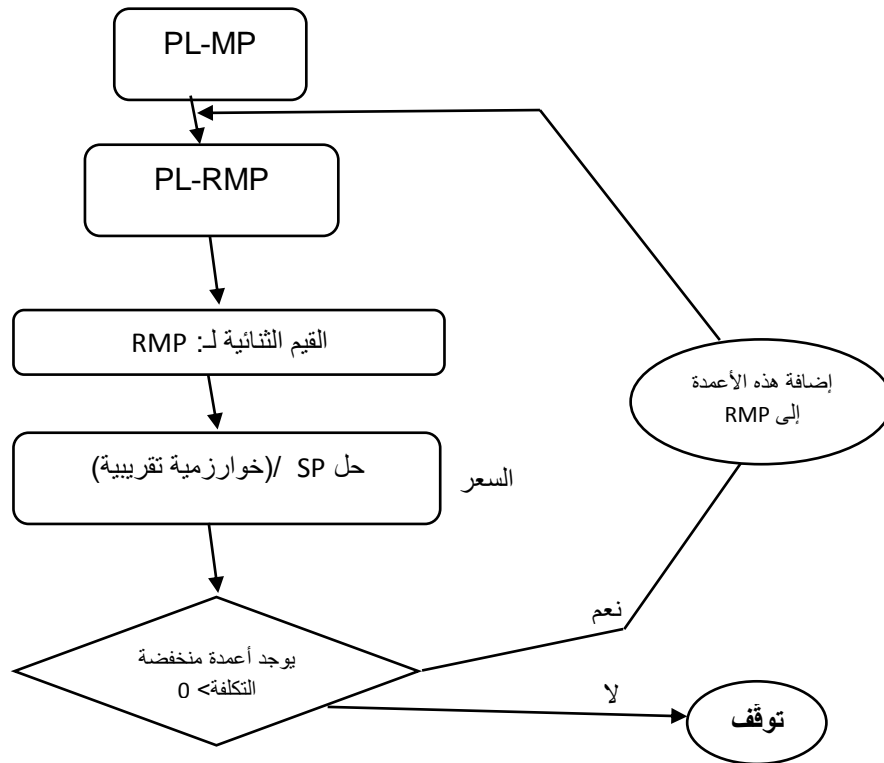 PL-MP
PL-RMP
القيم الثنائية لـ: RMP
حل SP /(خوارزمية تقريبية)
السعر
إضافة هذه الأعمدة
إلى RMP
نعم
يوجد أعمدة منخفضة
التكلفة> 0
لا
توقّف